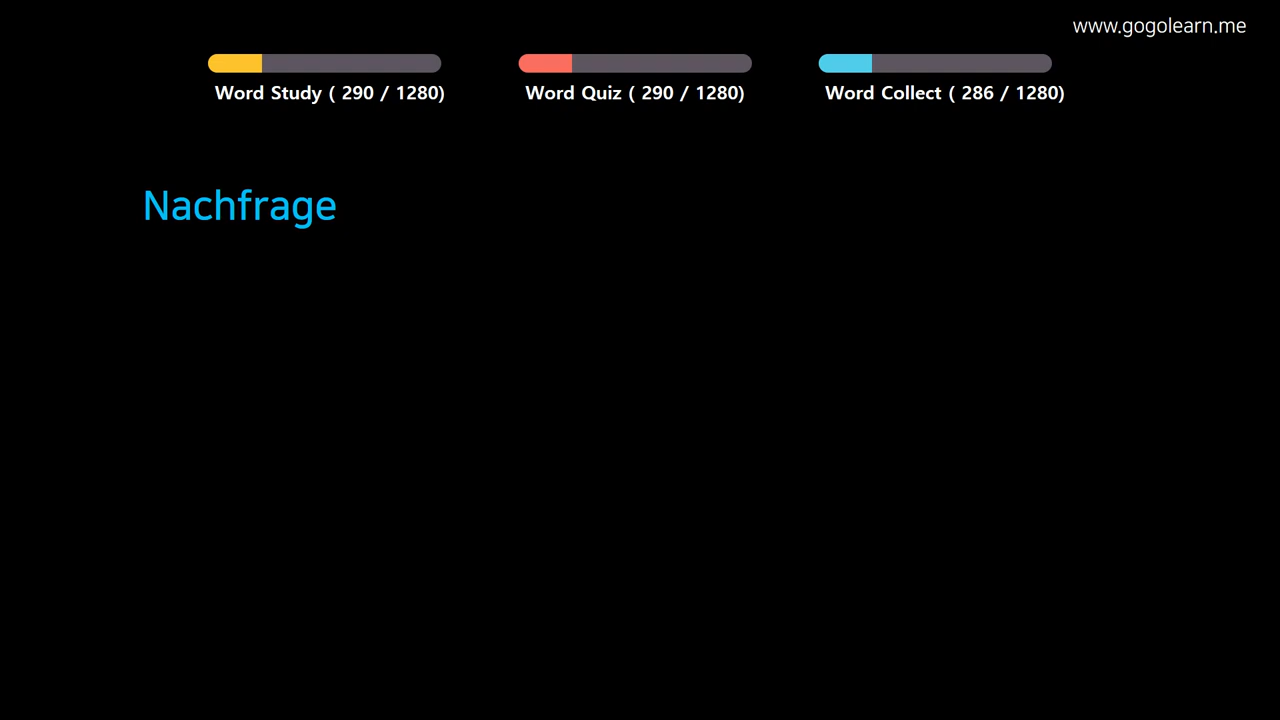 www.gogolearn.me
Word Study ( 290 / 1280)
Word Quiz ( 290 / 1280)
Word Collect ( 286 / 1280)
Nachfrage